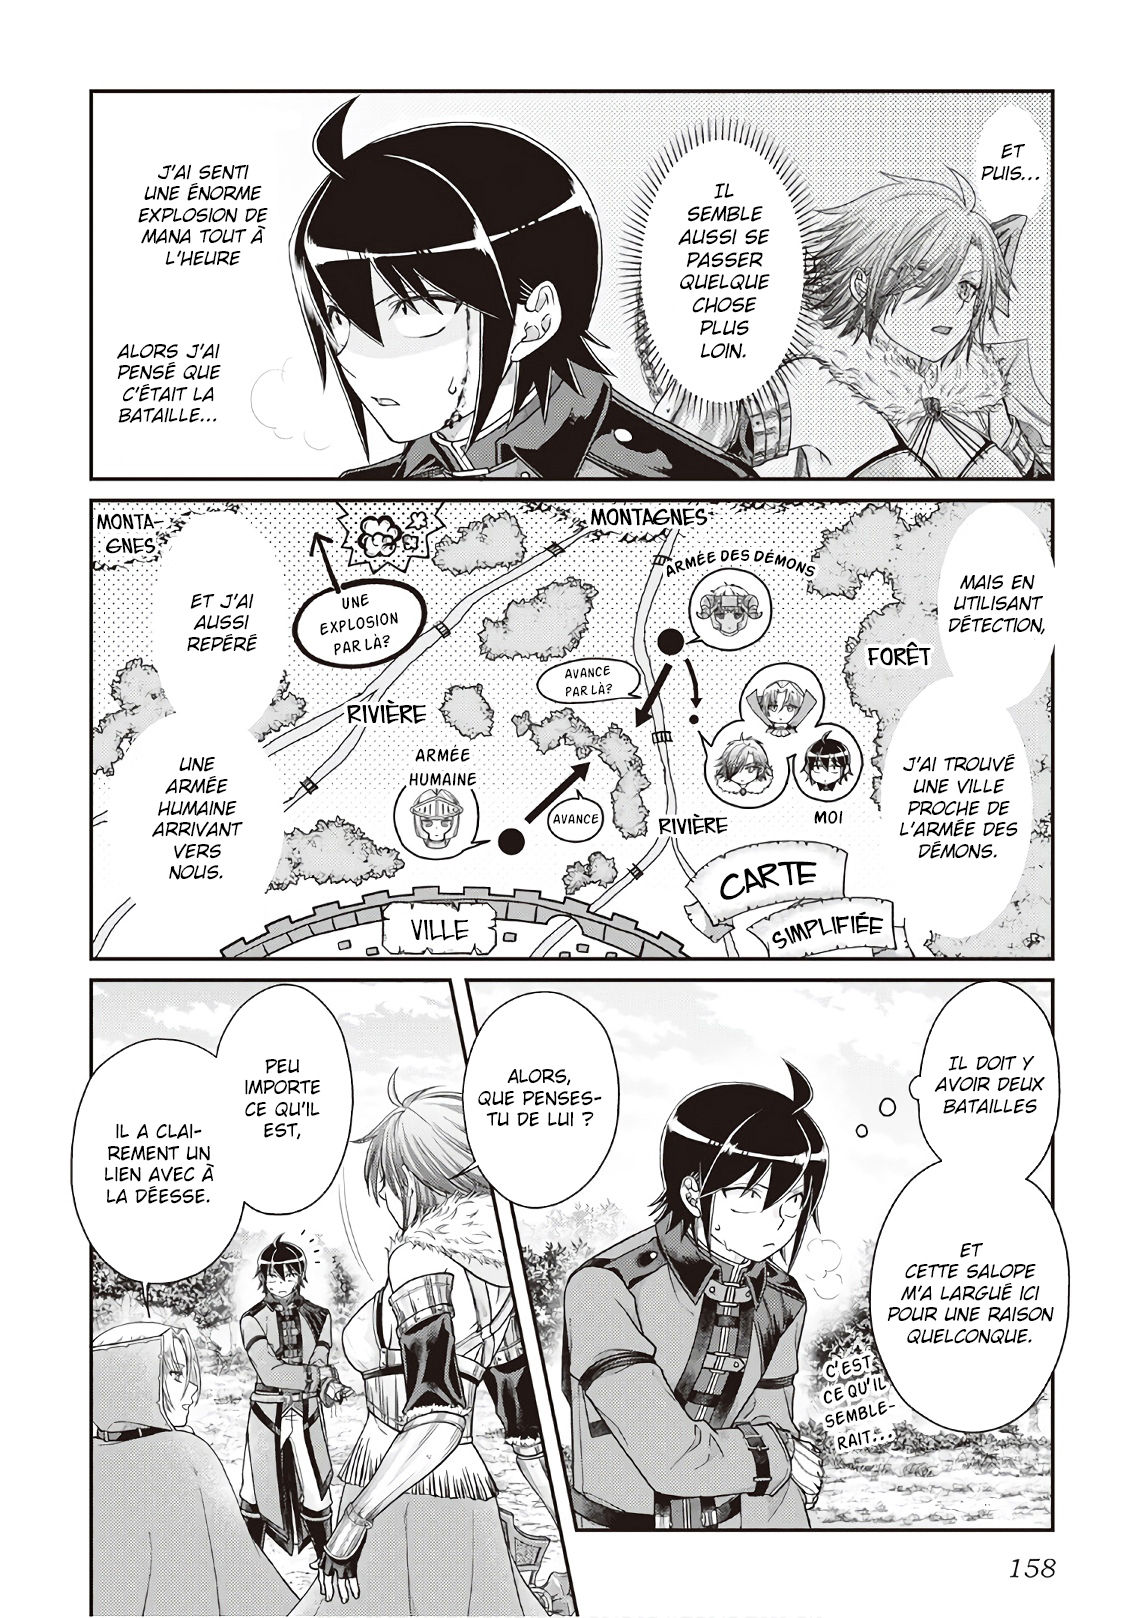 ET
PUIS...
IL
SEMBLE
AUSSI SE
PASSER
QUELQUE
CHOSE
PLUS
LOIN.
J'AI SENTI
UNE ÉNORME
EXPLOSION DE
MANA TOUT À
L'HEURE
ALORS J'AI
PENSÉ QUE
C'ÉTAIT LA
BATAILLE...
MAIS EN
UTILISANT
DÉTECTION,
J'AI TROUVÉ
UNE VILLE
PROCHE DE
L'ARMÉE DES
DÉMONS.
FORÊT
MONTAGNES
ARMÉE DES DÉMONS
AVANCE
PAR LÀ?
MOI
RIVIÈRE
CARTE
SIMPLIFIÉE
MONTA-
GNES
UNE
EXPLOSION
PAR LÀ?
RIVIÈRE
ARMÉE
HUMAINE
AVANCE
VILLE
ET J'AI
AUSSI
REPÉRÉ
UNE
ARMÉE
HUMAINE
ARRIVANT
VERS
NOUS.
IL DOIT Y
AVOIR DEUX
BATAILLES
ET
CETTE SALOPE
M'A LARGUÉ ICI
POUR UNE RAISON
QUELCONQUE.
C'EST
CE QU'IL
SEMBLE-
RAIT...
ALORS,
QUE PENSES-
TU DE LUI ?
PEU
IMPORTE
CE QU'IL
EST,
IL A CLAI-
REMENT UN
LIEN AVEC À
LA DÉESSE.
158